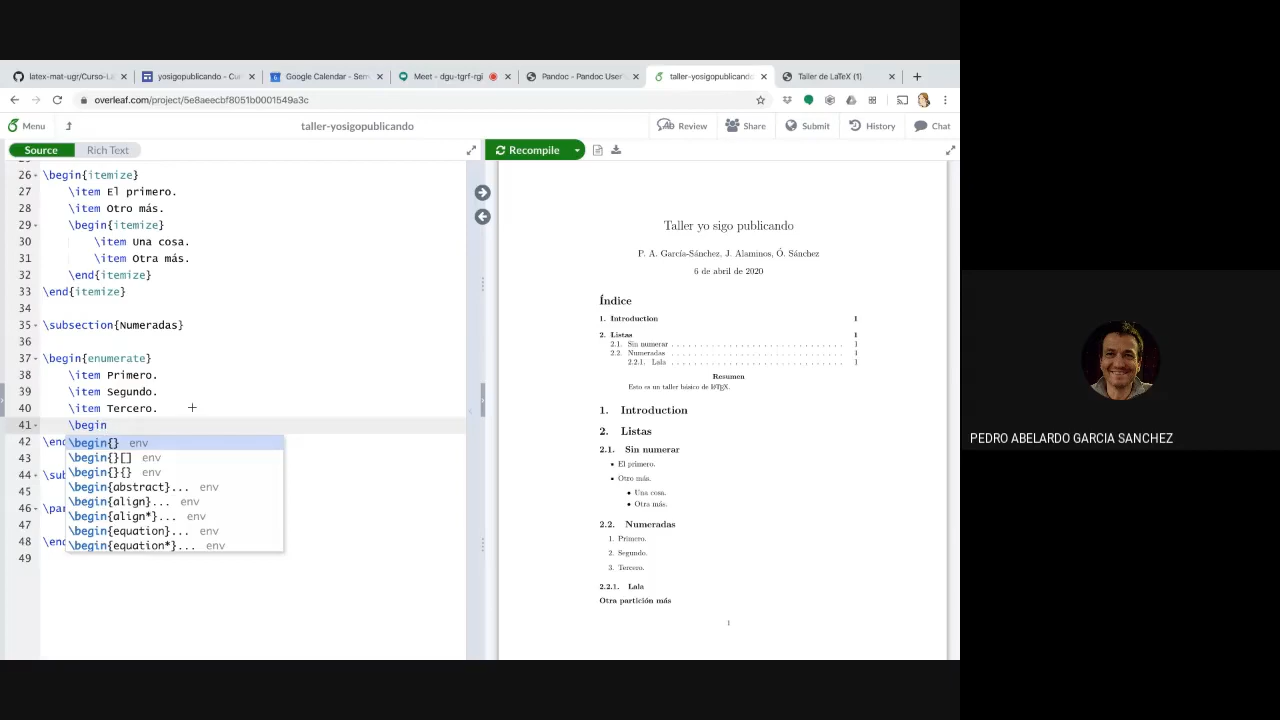 latex-mat-ugr/Curso-La
yosigopublicando - Cur
Google Calendar - Sem
Meet - dgu-tgrf-rgi
Pandoc - Pandoc User'
taller-yosigopublicando
Taller de LaTeX (1)
overleaf.com/project/5e8aeecbf8051b0001549a3c
Menu
taller-yosigopublicando
Review
Share
Submit
History
Chat
Source
Rich Text
Recompile
26 \begin{itemize}
27 \item El primero.
28 \item Otro más.
29 \begin{itemize}
30 \item Una cosa.
31 \item Otra más.
32 \end{itemize}
33 \end{itemize}
34
35 \subsection{Numeradas}
36
37 \begin{enumerate}
38 \item Primero.
39 \item Segundo.
40 \item Tercero.
41 \begin
42 \en
43
44 \su
45
46 \par
47
48 \en
49
\begin{} env
\begin{}[] env
\begin{}{} env
\begin{abstract}... env
\begin{align}... env
\begin{align*}... env
\begin{equation}... env
\begin{equation*}... env
Taller yo sigo publicando
P. A. García-Sánchez, J. Alaminos, Ó. Sánchez
6 de abril de 2020
Índice
1. Introduction 1
2. Listas 1
2.1. Sin numerar . . . . . . . . . . . . . . . . . . . . . . . . . . . . 1
2.2. Numeradas . . . . . . . . . . . . . . . . . . . . . . . . . . . . 1
2.2.1. Lala . . . . . . . . . . . . . . . . . . . . . . . . . . . . 1
Resumen
Esto es un taller básico de LaTeX.
1. Introduction
2. Listas
2.1. Sin numerar
• El primero.
• Otro más.
• Una cosa.
• Otra más.
2.2. Numeradas
1. Primero.
2. Segundo.
3. Tercero.
2.2.1. Lala
Otra partición más
1
PEDRO ABELARDO GARCIA SANCHEZ